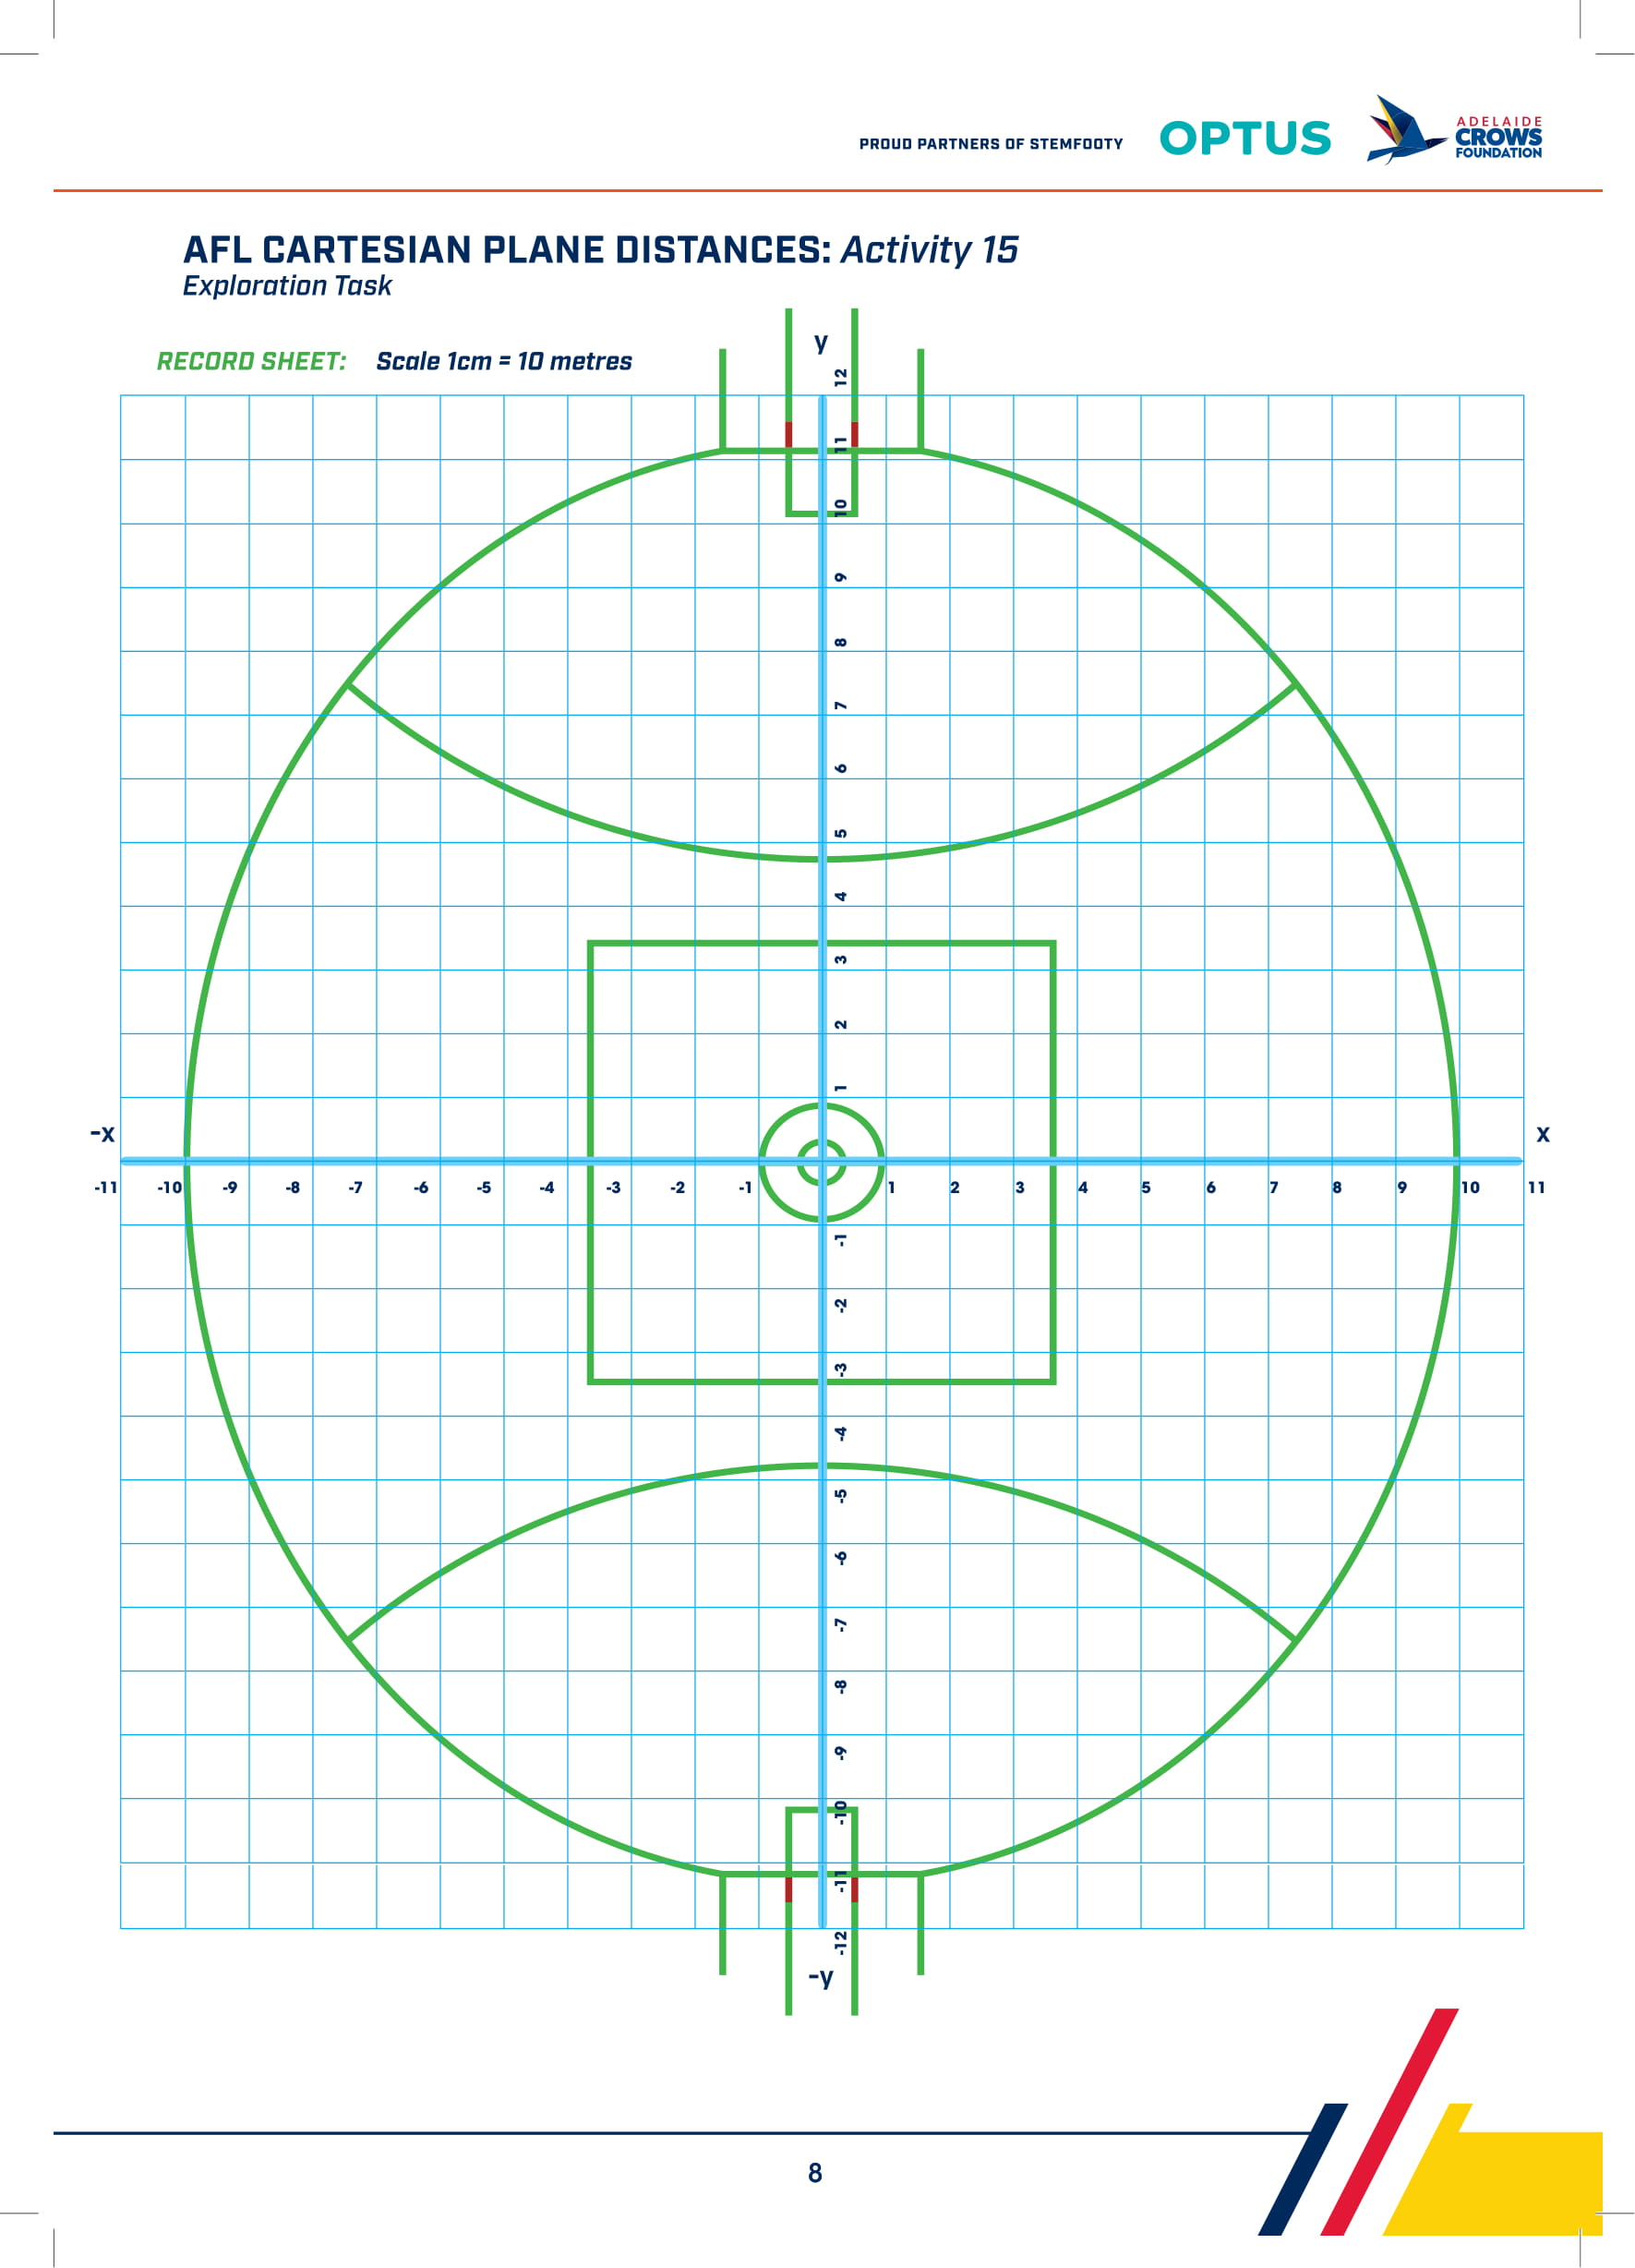 PROUD PARTNERS OF STEMFOOTY
OPTUS
ADELAIDE
CROWS
FOUNDATION
AFL CARTESIAN PLANE DISTANCES: Activity 15
Exploration Task
RECORD SHEET: Scale 1cm = 10 metres
y
12
11
10
9
8
7
6
5
4
3
2
1
-x
x
-11 -10 -9 -8 -7 -6 -5 -4 -3 -2 -1 1 2 3 4 5 6 7 8 9 10 11
-1
-2
-3
-4
-5
-6
-7
-8
-9
-10
-11
-12
-y
8